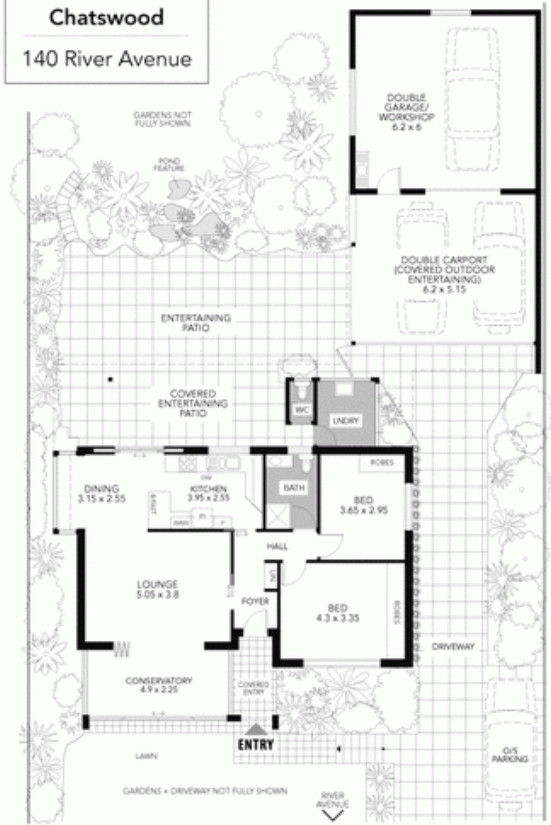 Chatswood
140 River Avenue
GARDENS NOT
FULLY SHOWN
POND
FEATURE
DOUBLE
GARAGE/
WORKSHOP
6.2 x 6
DOUBLE CARPORT
(COVERED OUTDOOR
ENTERTAINING)
6.2 x 5.15
ENTERTAINING
PATIO
COVERED
ENTERTAINING
PATIO
WC
LNDRY
DINING
3.15 x 2.55
KITCHEN
3.95 x 2.55
DW
P
F
BATH
ROBES
BED
3.65 x 2.95
HALL
LIN
LOUNGE
5.05 x 3.8
FOYER
BED
4.3 x 3.35
ROBES
CONSERVATORY
4.9 x 2.25
COVERED
ENTRY
DRIVEWAY
ENTRY
LAWN
O/S
PARKING
GARDENS + DRIVEWAY NOT FULLY SHOWN
RIVER
AVENUE